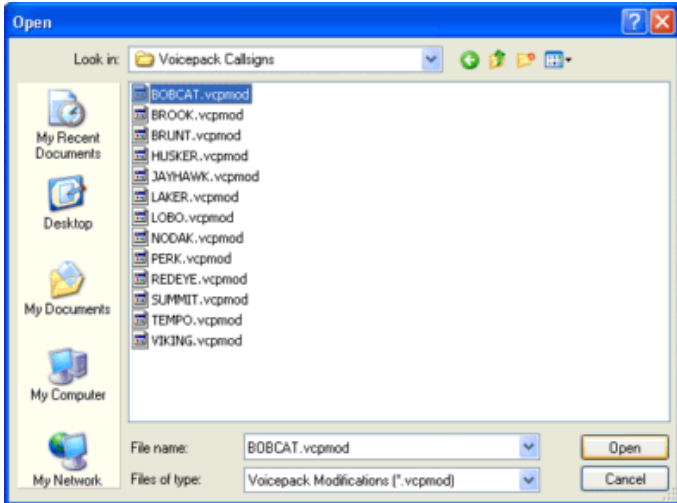 Open
Look in: Voicepack Callsigns
My Recent
Documents
Desktop
My Documents
My Computer
My Network
BOBCAT.vcpmod
BROOK.vcpmod
BRUNT.vcpmod
HUSKER.vcpmod
JAYHAWK.vcpmod
LAKER.vcpmod
LOBO.vcpmod
NODAK.vcpmod
PERK.vcpmod
REDEYE.vcpmod
SUMMIT.vcpmod
TEMPO.vcpmod
VIKING.vcpmod
File name: BOBCAT.vcpmod Open
Files of type: Voicepack Modifications (*.vcpmod) Cancel